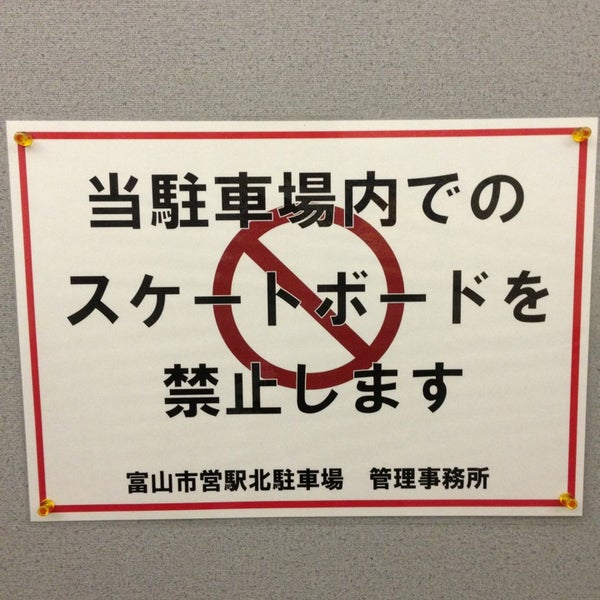 当駐車場内での
スケートボードを
禁止します
富山市営駅北駐車場　管理事務所